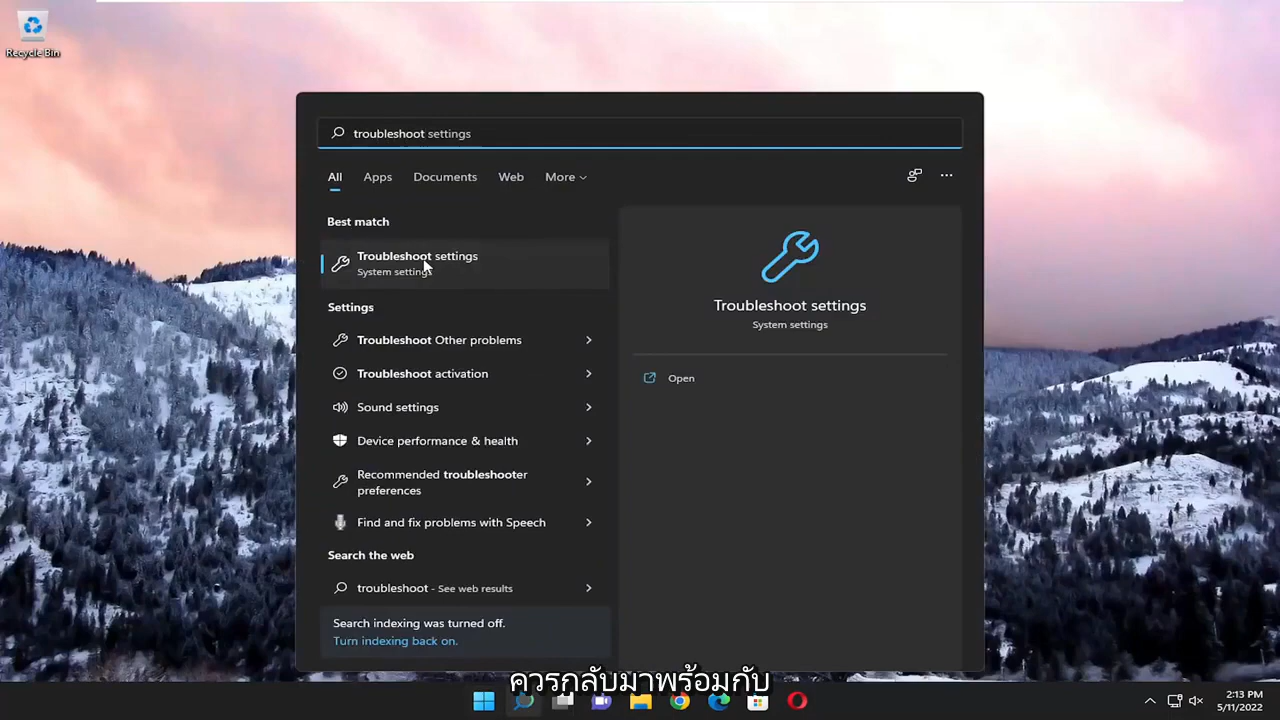 Recycle Bin
troubleshoot settings
All Apps Documents Web More
Best match
Troubleshoot settings
System settings
Settings
Troubleshoot Other problems
Troubleshoot activation
Sound settings
Device performance & health
Recommended troubleshooter
preferences
Find and fix problems with Speech
Search the web
troubleshoot - See web results
Search indexing was turned off.
Turn indexing back on.
Troubleshoot settings
System settings
Open
ควรกลับมาพร้อมกับ
2:13 PM
5/11/2022